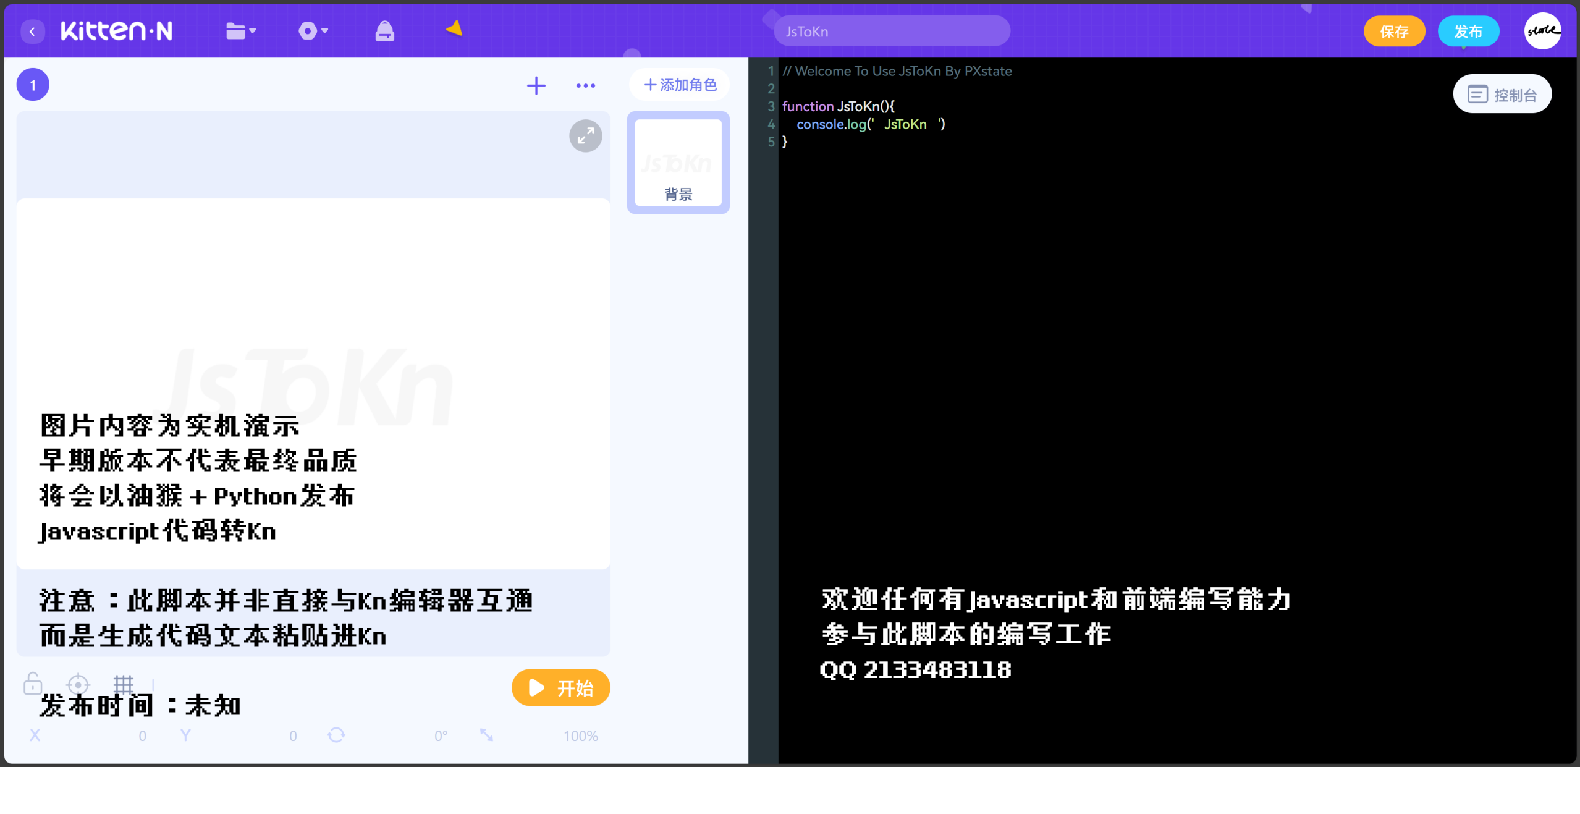 Kitten·N
JsToKn
保存
发布
state
1
添加角色
JsToKn
背景
JsToKn
图片内容为实机演示
早期版本不代表最终品质
将会以油猴＋Python发布
Javascript代码转Kn
注意：此脚本并非直接与Kn编辑器互通
而是生成代码文本粘贴进Kn
开始
发布时间：未知
X 0 Y 0 0° 100%
1 // Welcome To Use JsToKn By PXstate
2
3 function JsToKn(){
4 console.log(' JsToKn ')
5 }
控制台
欢迎任何有Javascript和前端编写能力
参与此脚本的编写工作
QQ 2133483118